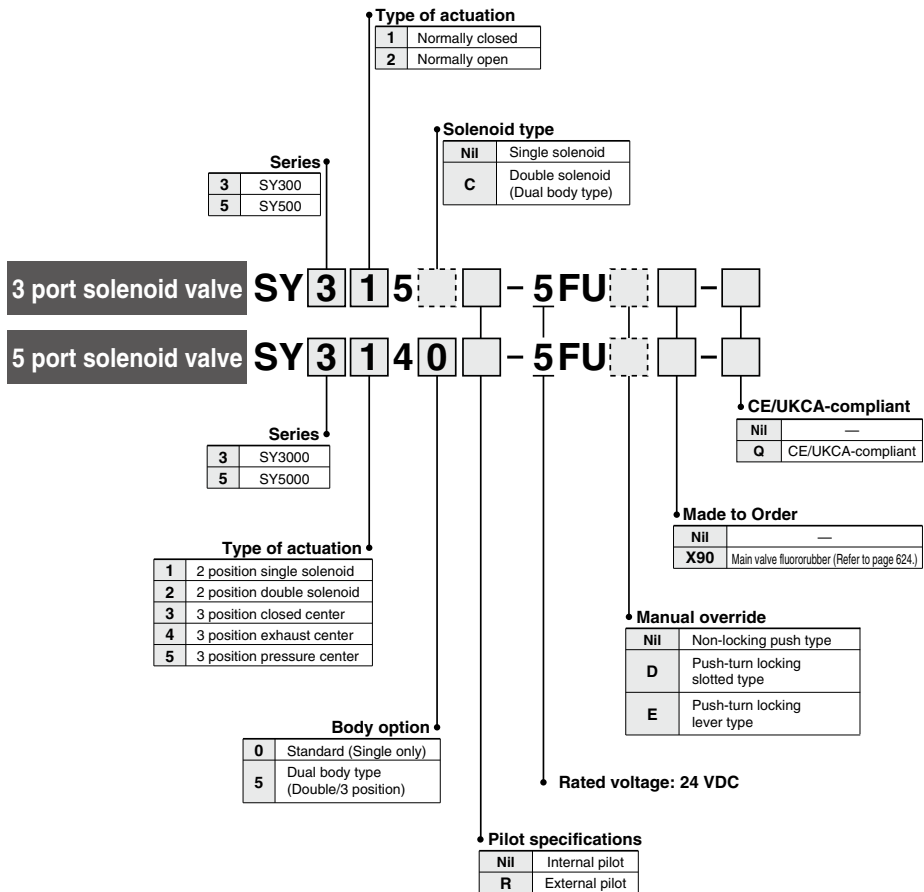 Type of actuation
1 Normally closed
2 Normally open
Solenoid type
Nil Single solenoid
C Double solenoid
(Dual body type)
Series
3 SY300
5 SY500
3 port solenoid valve SY 3 1 5 - 5 FU -
5 port solenoid valve SY 3 1 4 0 - 5 FU -
CE/UKCA-compliant
Nil —
Q CE/UKCA-compliant
Series
3 SY3000
5 SY5000
Made to Order
Nil —
X90 Main valve fluororubber (Refer to page 624.)
Type of actuation
1 2 position single solenoid
2 2 position double solenoid
3 3 position closed center
4 3 position exhaust center
5 3 position pressure center
Manual override
Nil Non-locking push type
D Push-turn locking
slotted type
E Push-turn locking
lever type
Body option
0 Standard (Single only)
5 Dual body type
(Double/3 position)
Rated voltage: 24 VDC
Pilot specifications
Nil Internal pilot
R External pilot